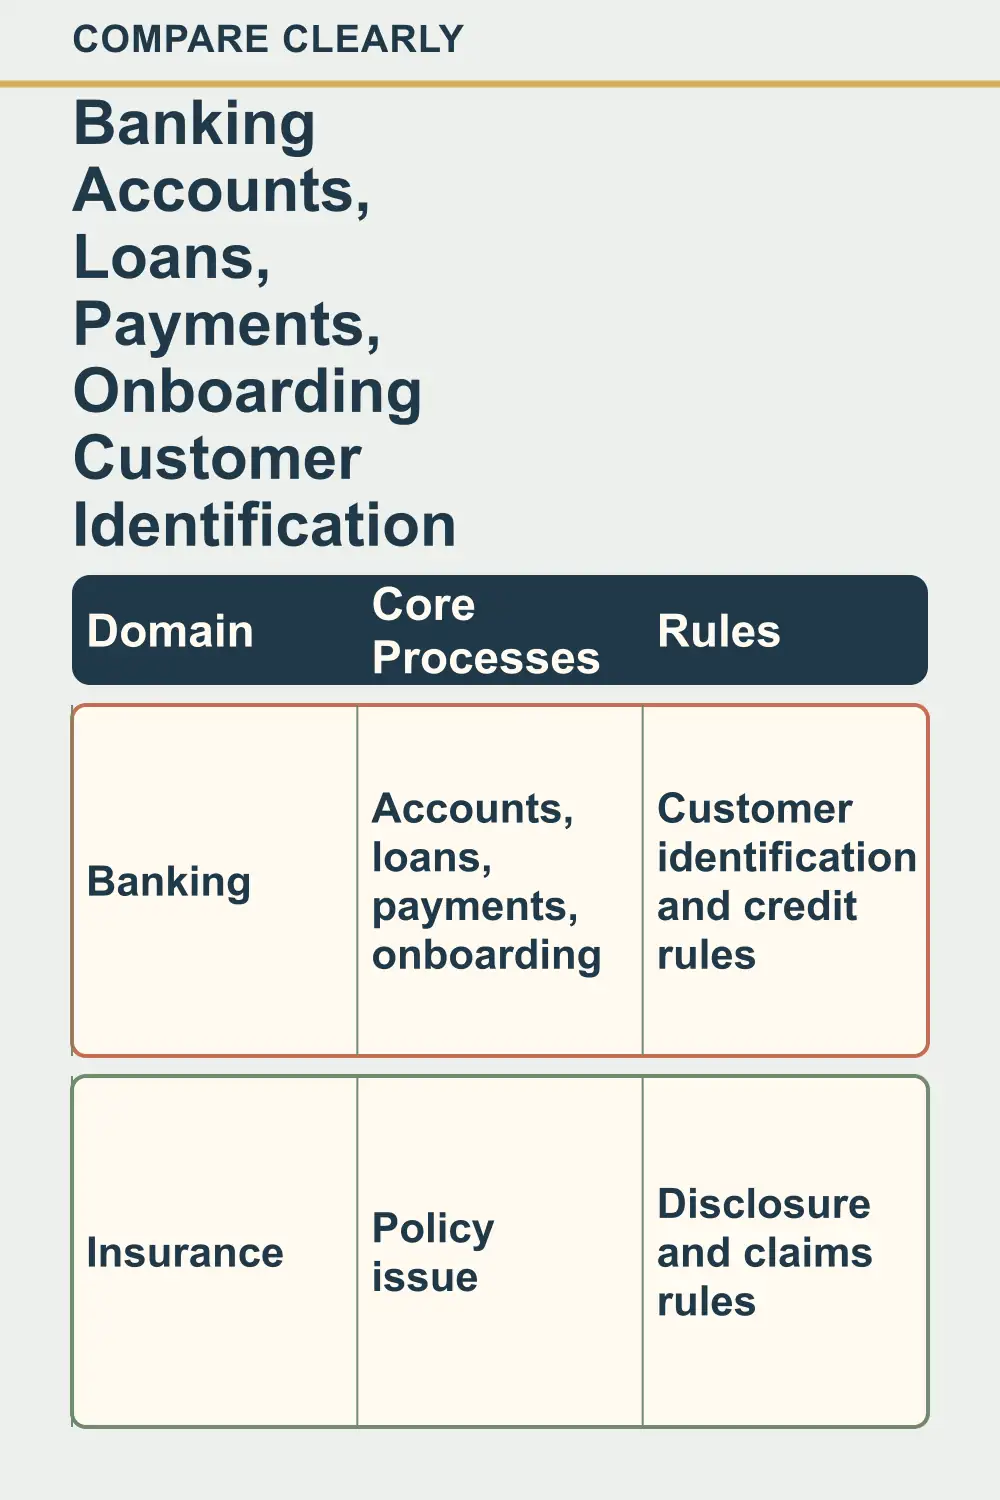 COMPARE CLEARLY
Banking
Accounts,
Loans,
Payments,
Onboarding
Customer
Identification
Domain
Core
Processes
Rules
Banking
Accounts,
loans,
payments,
onboarding
Customer
identification
and credit
rules
Insurance
Policy
issue
Disclosure
and claims
rules